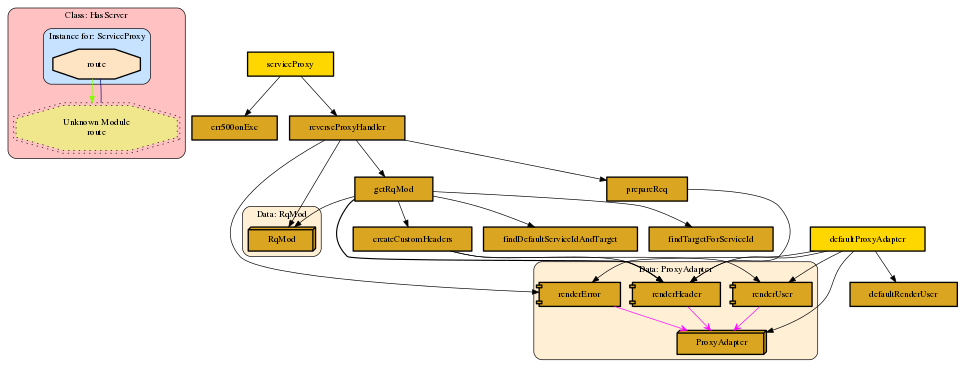 Class: HasServer
Instance for: ServiceProxy
route
Unknown Module
route
serviceProxy
err500onExc
reverseProxyHandler
getRqMod
prepareReq
Data: RqMod
RqMod
createCustomHeaders
findDefaultServiceIdAndTarget
findTargetForServiceId
defaultProxyAdapter
Data: ProxyAdapter
renderError
renderHeader
renderUser
defaultRenderUser
ProxyAdapter